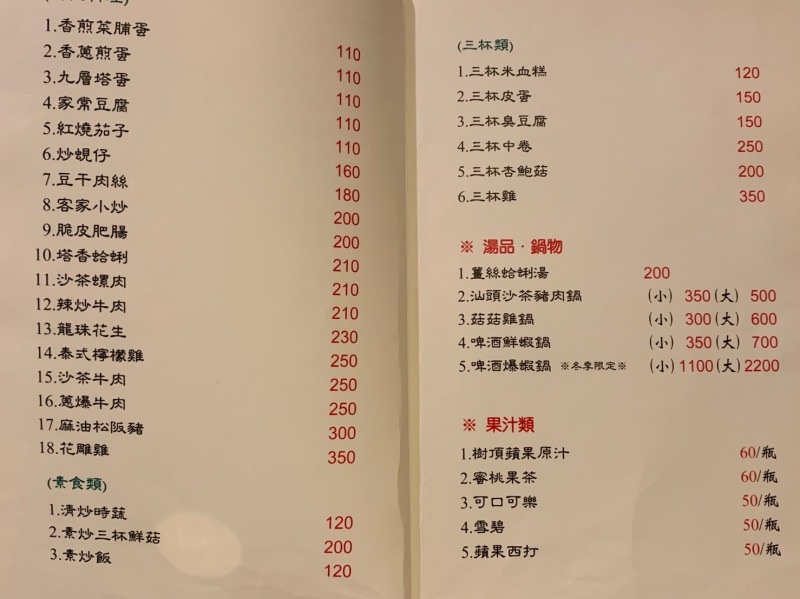 1.香煎菜脯蛋 110
2.香蔥煎蛋 110
3.九層塔蛋 110
4.家常豆腐 110
5.紅燒茄子 110
6.炒蜆仔 160
7.豆干肉絲 180
8.客家小炒 200
9.脆皮肥腸 200
10.塔香蛤蜊 210
11.沙茶螺肉 210
12.辣炒牛肉 210
13.龍珠花生 230
14.泰式檸檬雞 250
15.沙茶牛肉 250
16.蔥爆牛肉 250
17.麻油松阪豬 300
18.花雕雞 350
(素食類)
1.清炒時蔬 120
2.素炒三杯鮮菇 200
3.素炒飯 120
(三杯類)
1.三杯米血糕 120
2.三杯皮蛋 150
3.三杯臭豆腐 150
4.三杯中卷 250
5.三杯杏鮑菇 200
6.三杯雞 350
※ 湯品．鍋物
1.薑絲蛤蜊湯 200
2.汕頭沙茶豬肉鍋 (小) 350 (大) 500
3.菇菇雞鍋 (小) 300 (大) 600
4.啤酒鮮蝦鍋 (小) 350 (大) 700
5.啤酒爆蝦鍋 ※冬季限定※ (小) 1100 (大) 2200
※ 果汁類
1.樹頂蘋果原汁 60/瓶
2.蜜桃果茶 60/瓶
3.可口可樂 50/瓶
4.雪碧 50/瓶
5.蘋果西打 50/瓶